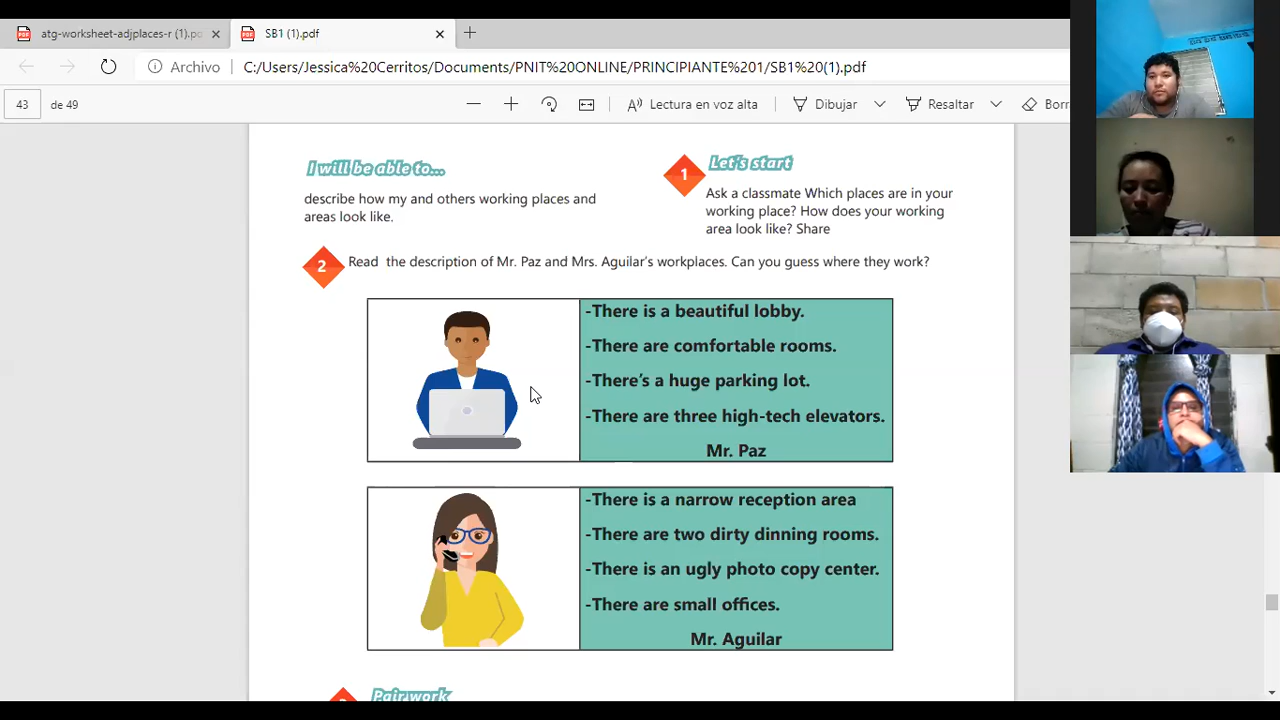 atg-worksheet-adjplaces-r (1).pd
SB1 (1).pdf
Archivo
C:/Users/Jessica%20Cerritos/Documents/PNIT%20ONLINE/PRINCIPIANTE%201/SB1%20(1).pdf
43 de 49
Lectura en voz alta
Dibujar
Resaltar
Borr
I will be able to...
describe how my and others working places and
areas look like.
1
Let's start
Ask a classmate Which places are in your
working place? How does your working
area look like? Share
2
Read the description of Mr. Paz and Mrs. Aguilar's workplaces. Can you guess where they work?
-There is a beautiful lobby.
-There are comfortable rooms.
-There's a huge parking lot.
-There are three high-tech elevators.
Mr. Paz
-There is a narrow reception area
-There are two dirty dinning rooms.
-There is an ugly photo copy center.
-There are small offices.
Mr. Aguilar
Pair work